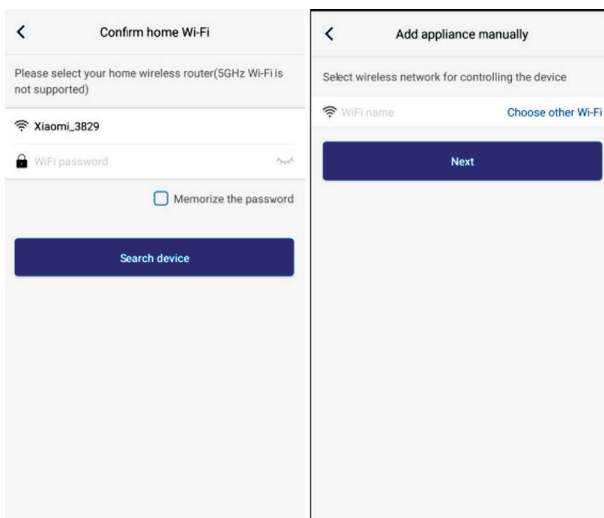 Confirm home Wi-Fi
Please select your home wireless router(5GHz Wi-Fi is
not supported)
Xiaomi_3829
WiFi password
Memorize the password
Search device
Add appliance manually
Select wireless network for controlling the device
WiFi name
Choose other Wi-Fi
Next